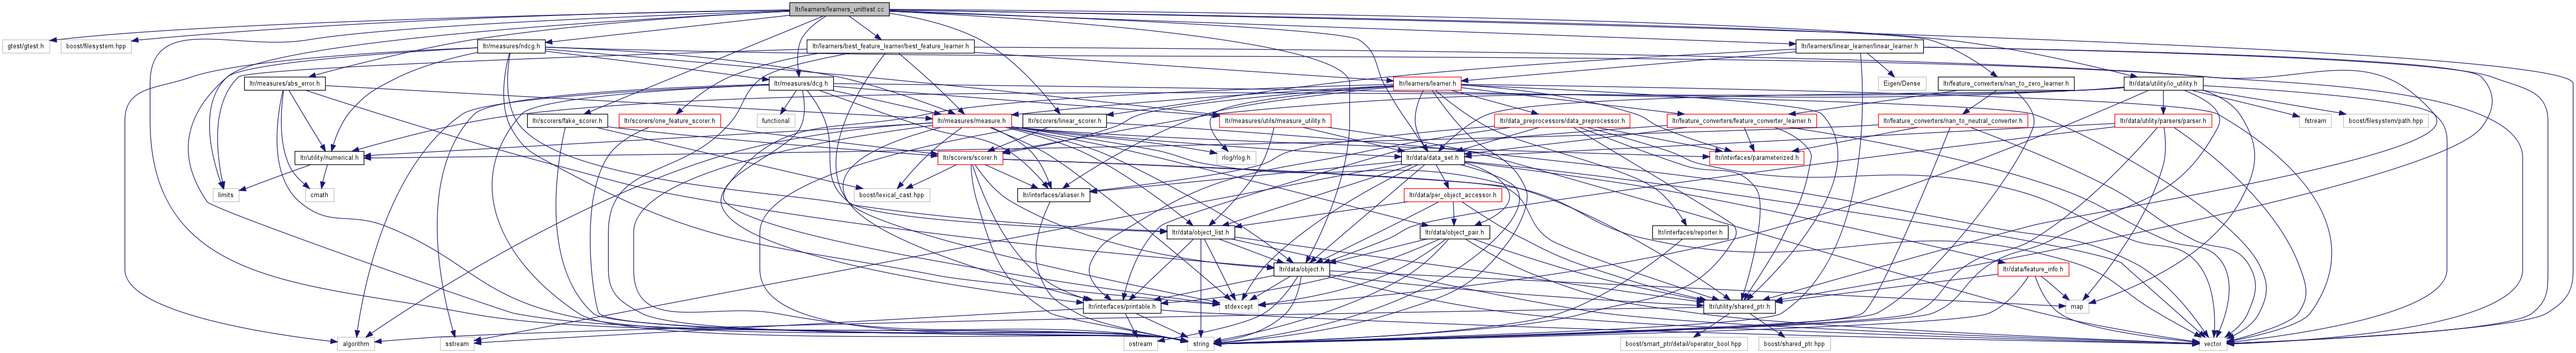 ltr/learners/learners_unittest.cc
gtest/gtest.h
boost/filesystem.hpp
ltr/measures/ndcg.h
ltr/learners/best_feature_learner/best_feature_learner.h
ltr/learners/linear_learner/linear_learner.h
ltr/measures/abs_error.h
ltr/measures/dcg.h
ltr/learners/learner.h
Eigen/Dense
ltr/feature_converters/nan_to_zero_learner.h
ltr/data/utility/io_utility.h
ltr/scorers/fake_scorer.h
ltr/scorers/one_feature_scorer.h
functional
ltr/measures/measure.h
ltr/scorers/linear_scorer.h
ltr/measures/utils/measure_utility.h
ltr/data_preprocessors/data_preprocessor.h
ltr/feature_converters/feature_converter_learner.h
ltr/feature_converters/nan_to_neutral_converter.h
ltr/data/utility/parsers/parser.h
fstream
boost/filesystem/path.hpp
ltr/utility/numerical.h
ltr/scorers/scorer.h
rlog/rlog.h
ltr/data/data_set.h
ltr/interfaces/parameterized.h
limits
cmath
boost/lexical_cast.hpp
ltr/interfaces/aliaser.h
ltr/data/per_object_accessor.h
ltr/data/object_list.h
ltr/data/object_pair.h
ltr/interfaces/reporter.h
ltr/data/object.h
ltr/data/feature_info.h
ltr/interfaces/printable.h
stdexcept
ltr/utility/shared_ptr.h
map
algorithm
sstream
ostream
string
boost/smart_ptr/detail/operator_bool.hpp
boost/shared_ptr.hpp
vector